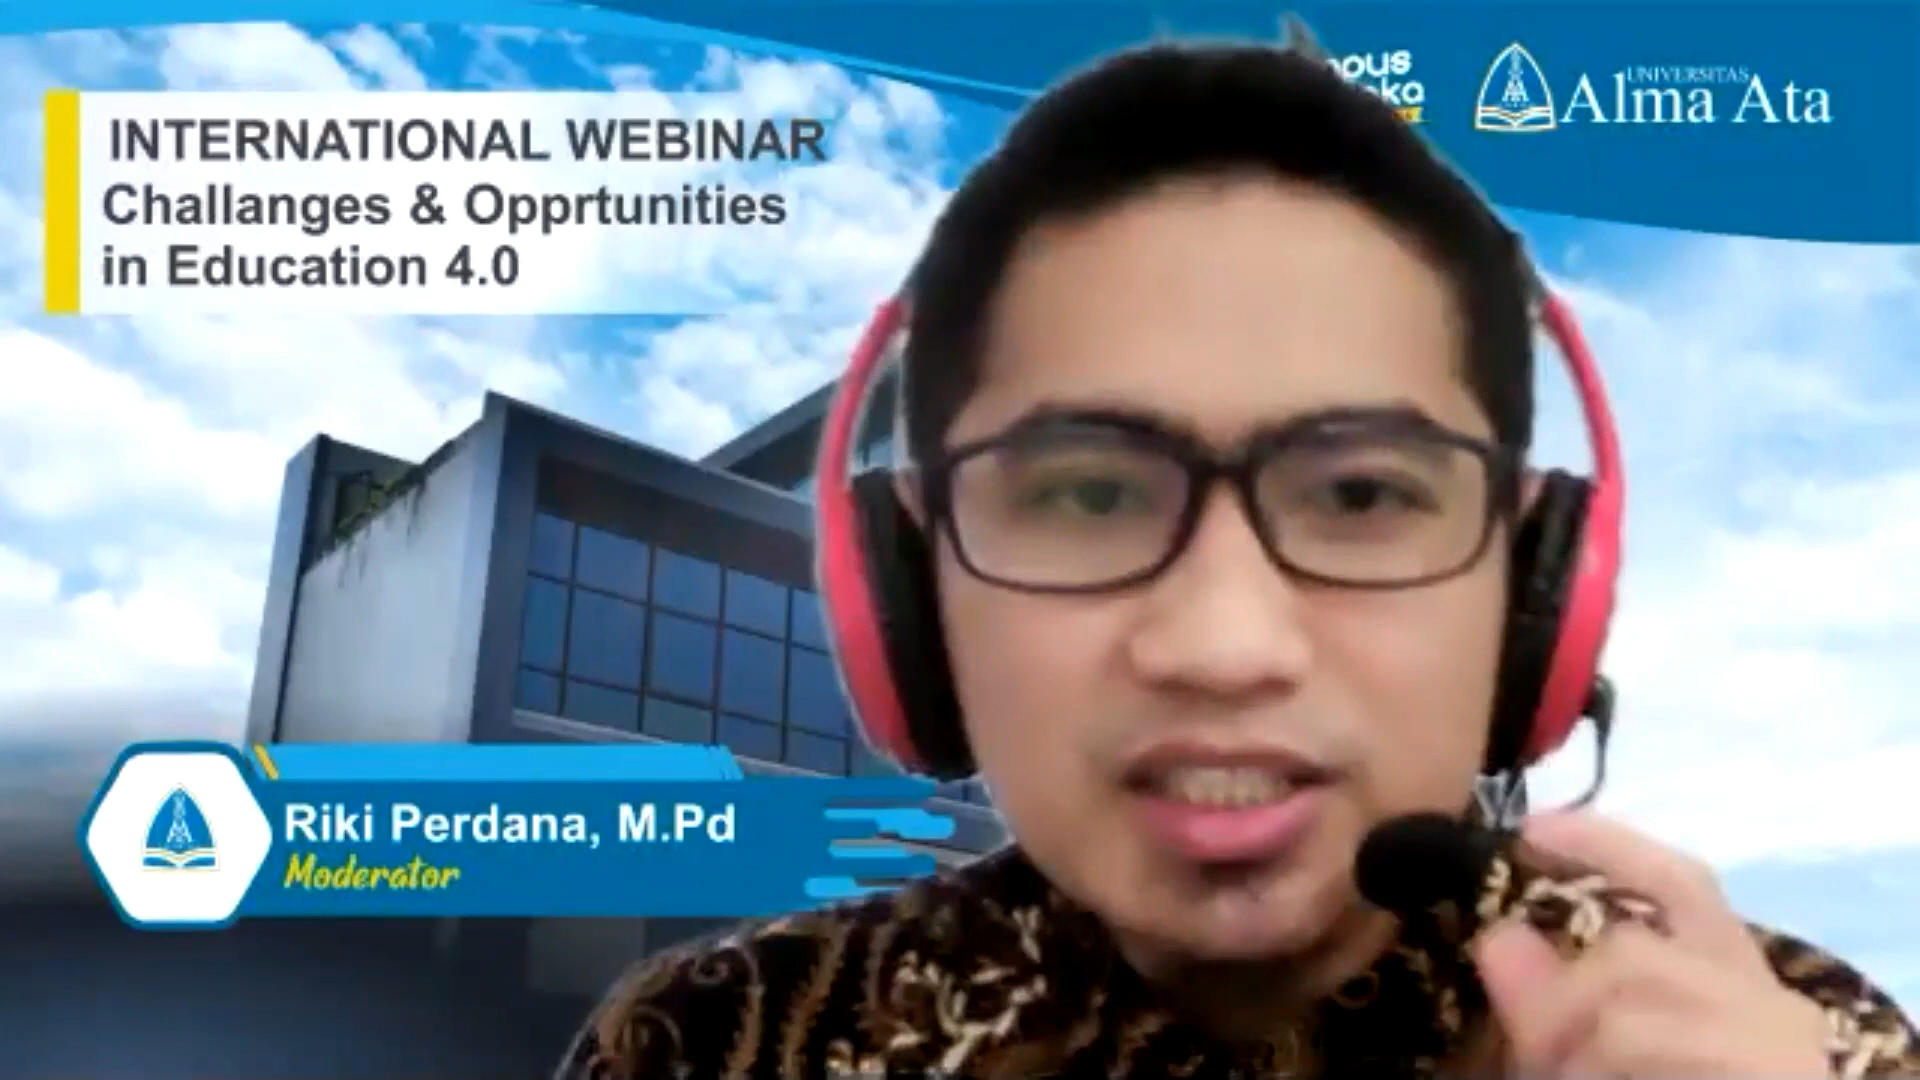 INTERNATIONAL WEBINAR
Challanges & Opprtunities
in Education 4.0
UNIVERSITAS
Alma Ata
Riki Perdana, M.Pd
Moderator